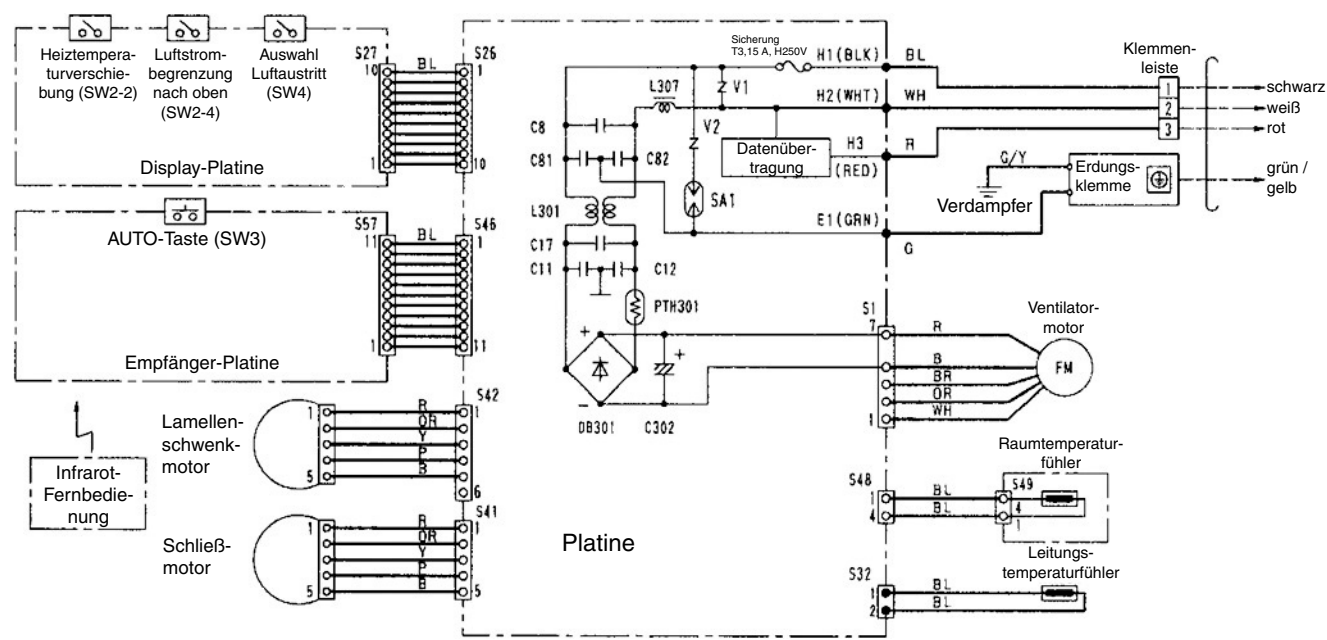 Heiztempera-
turverschie-
bung (SW2-2)
Luftstrom-
begrenzung
nach oben
(SW2-4)
Auswahl
Luftaustritt
(SW4)
Display-Platine
S27
10
1
BL
S26
1
10
AUTO-Taste (SW3)
Empfänger-Platine
S57
11
1
BL
S46
1
11
Infrarot-
Fernbedie-
nung
Lamellen-
schwenk-
motor
1
5
R
OR
Y
P
B
S42
1
6
Schließ-
motor
1
5
R
OR
Y
P
B
S41
1
5
Platine
Sicherung
T3,15 A, H250V
H1(BLK)
BL
V1
L307
H2(WHT)
WH
C8
V2
C81
C82
Datenüber-
tragung
H3
(RED)
R
SA1
L301
E1(GRN)
G
C17
C11
C12
PTH301
+
+
−
DB301
C302
Klemmen-
leiste
1
2
3
schwarz
weiß
rot
G/Y
Verdampfer
Erdungs-
klemme
grün /
gelb
S1
7
1
R
B
BR
OR
WH
Ventilator-
motor
FM
S48
1
4
BL
BL
S49
4
1
Raumtemperatur-
fühler
S32
1
2
BL
BL
Leitungs-
temperaturfühler